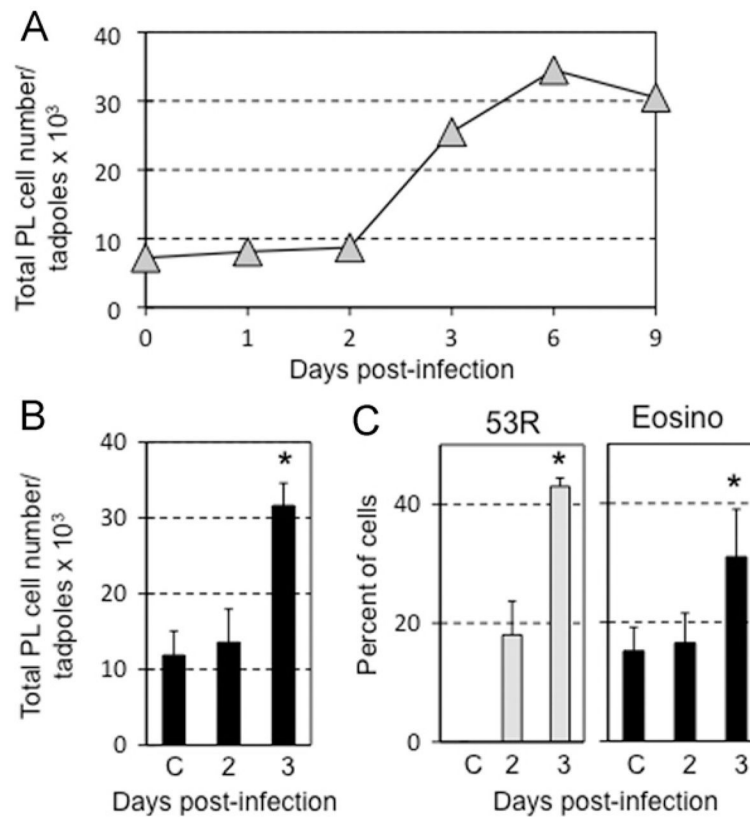 A
Total PL cell number/
tadpoles x 10³
40
30
20
10
0
0 1 2 3 6 9
Days post-infection
B
Total PL cell number/
tadpoles x 10³
40
30
20
10
0
*
C 2 3
Days post-infection
C
53R Eosino
Percent of cells
40
20
0
* *
C 2 3 C 2 3
Days post-infection